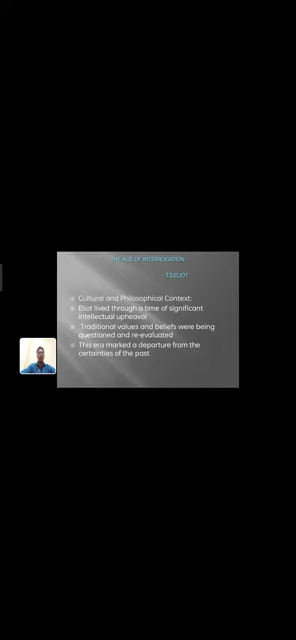 THE AGE OF INTERROGATION
- T.S.ELIOT
Cultural and Philosophical Context:
Eliot lived through a time of significant
intellectual upheaval
Traditional values and beliefs were being
questioned and re-evaluated
This era marked a departure from the
certainties of the past